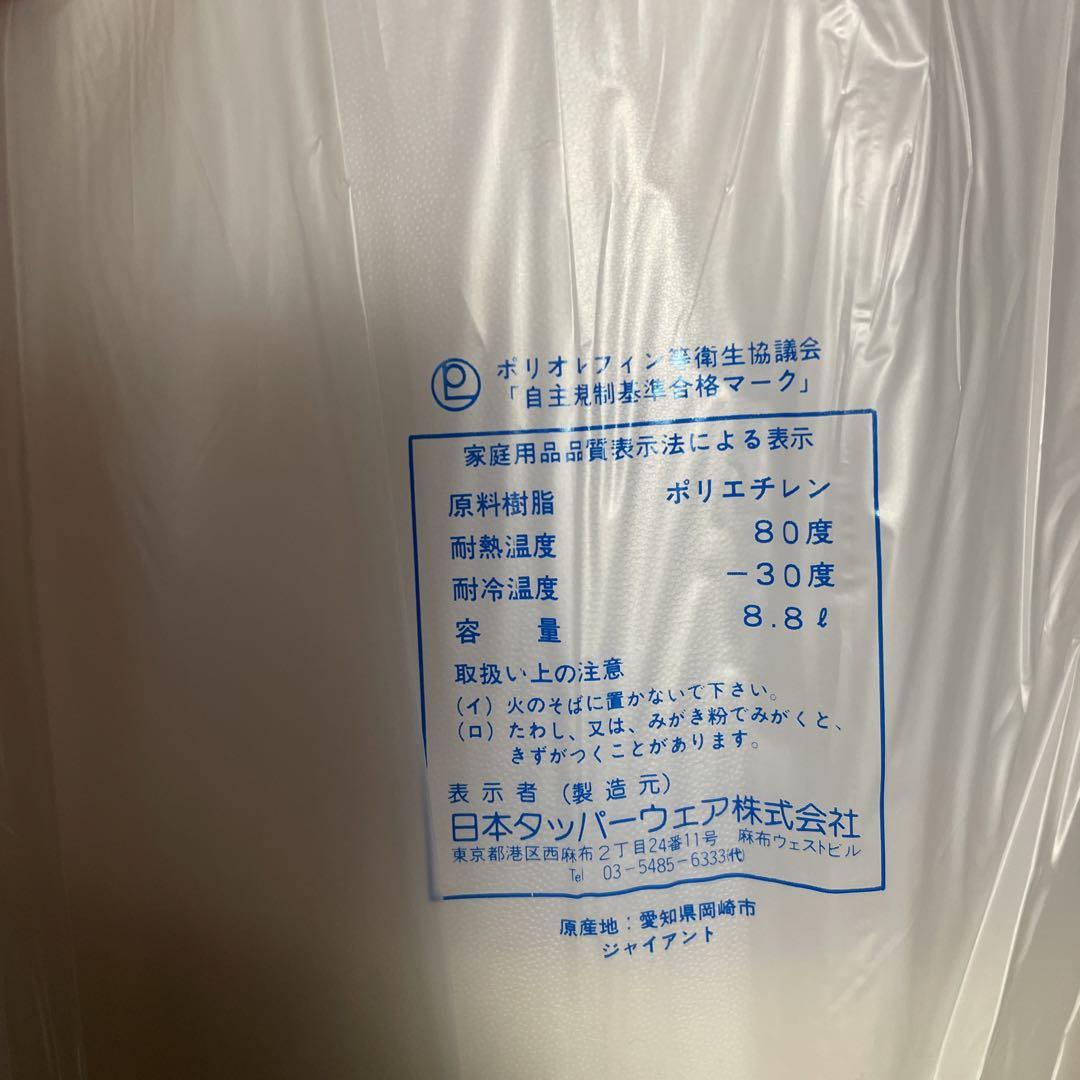 ポリオレフィン等衛生協議会
「自主規制基準合格マーク」
家庭用品品質表示法による表示
原料樹脂 ポリエチレン
耐熱温度 80度
耐冷温度 -30度
容量 8.8ℓ
取扱い上の注意
(イ) 火のそばに置かないで下さい。
(ロ) たわし、又は、みがき粉でみがくと、
きずがつくことがあります。
表示者 (製造元)
日本タッパーウェア株式会社
東京都港区西麻布2丁目24番11号 麻布ウェストビル
Tel 03-5485-6333(代)
原産地:愛知県岡崎市
ジャイアント